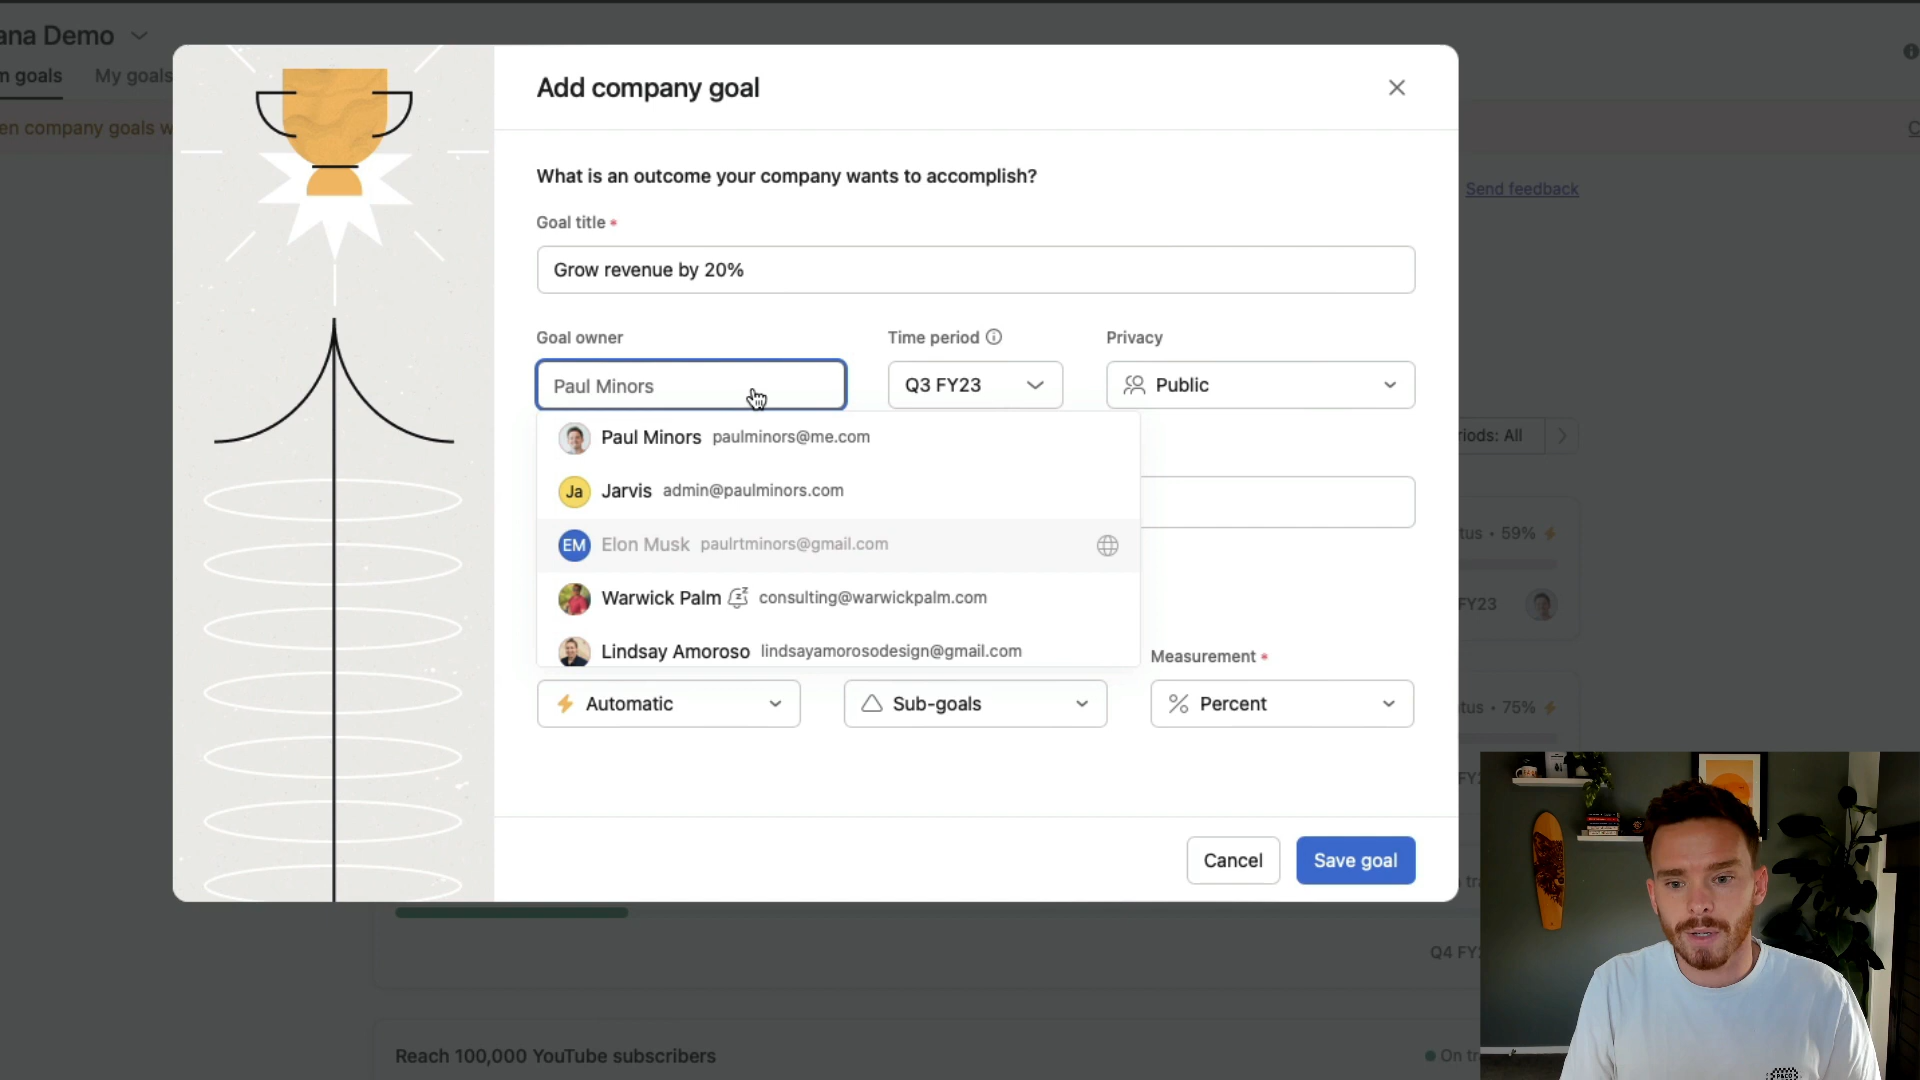 ana Demo
m goals My goals
en company goals w
Add company goal
What is an outcome your company wants to accomplish?
Send feedback
Goal title *
Grow revenue by 20%
Goal owner Time period Privacy
Paul Minors Q3 FY23 Public
Paul Minors paulminors@me.com
riods: All
Ja Jarvis admin@paulminors.com
EM Elon Musk paulrtminors@gmail.com
tus • 59%
Warwick Palm consulting@warwickpalm.com
FY23
Lindsay Amoroso lindsayamorosodesign@gmail.com
Measurement *
Automatic Sub-goals Percent
tus • 75%
FY
Cancel Save goal
n tra
Q4 FY
Reach 100,000 YouTube subscribers
On tr